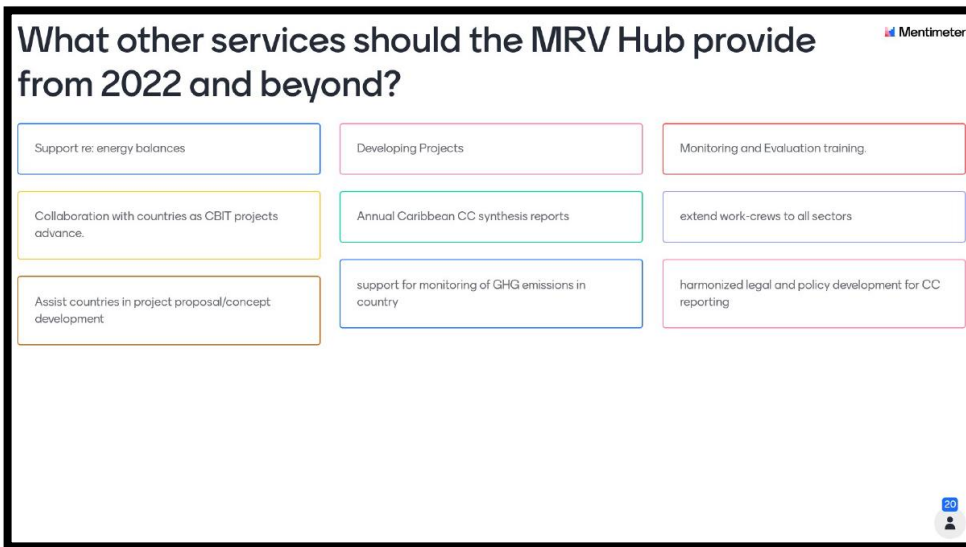 What other services should the MRV Hub provide
from 2022 and beyond?
Mentimeter
Support re: energy balances
Developing Projects
Monitoring and Evaluation training.
Collaboration with countries as CBIT projects
advance.
Annual Caribbean CC synthesis reports
extend work-crews to all sectors
Assist countries in project proposal/concept
development
support for monitoring of GHG emissions in
country
harmonized legal and policy development for CC
reporting
20